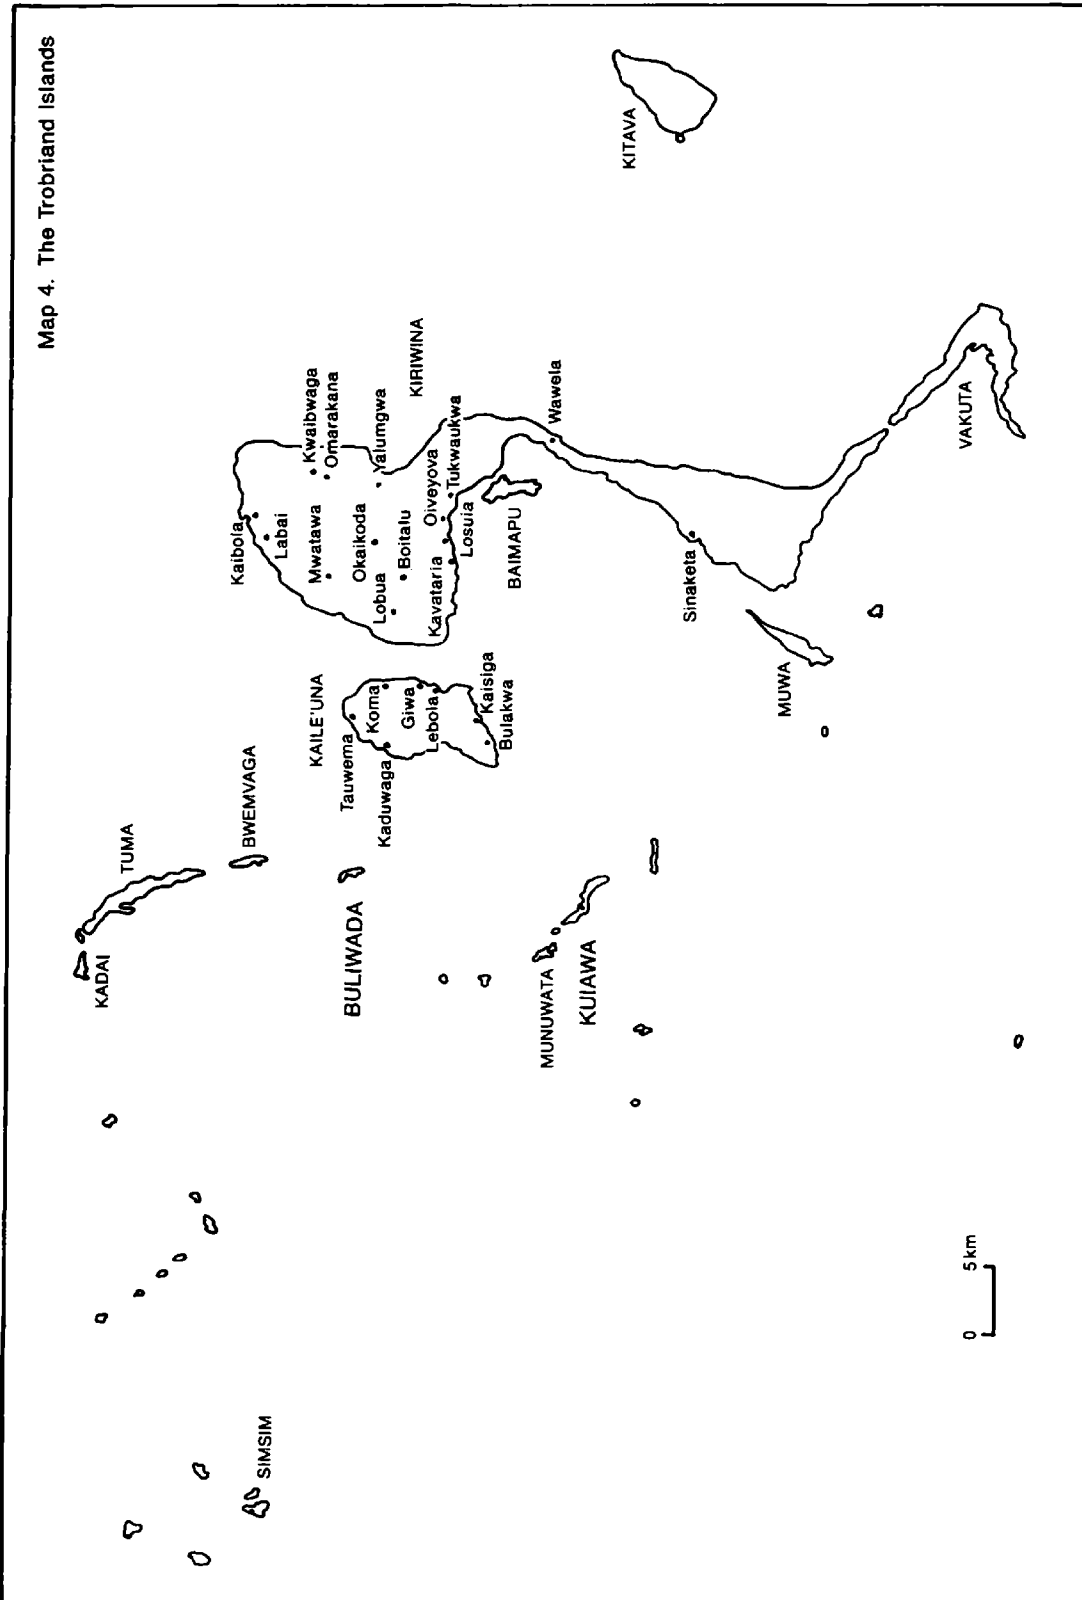 Map 4. The Trobriand Islands
KADAI
TUMA
BWEMVAGA
SIMSIM
KAILE'UNA
Tauwema
Koma
Kaduwaga
Giwa
Lebola
Kaisiga
Bulakwa
BULIWADA
Kaibola
Labai
Kwaibwaga
Omarakana
Mwatawa
Okaikoda
Yalumgwa
Lobua
Boitalu
KIRIWINA
Kavataria
Oiveyova
Tukwaukwa
Losuia
BAIMAPU
Wawela
MUNUWATA
KUIAWA
KITAVA
Sinaketa
MUWA
VAKUTA
0 5km